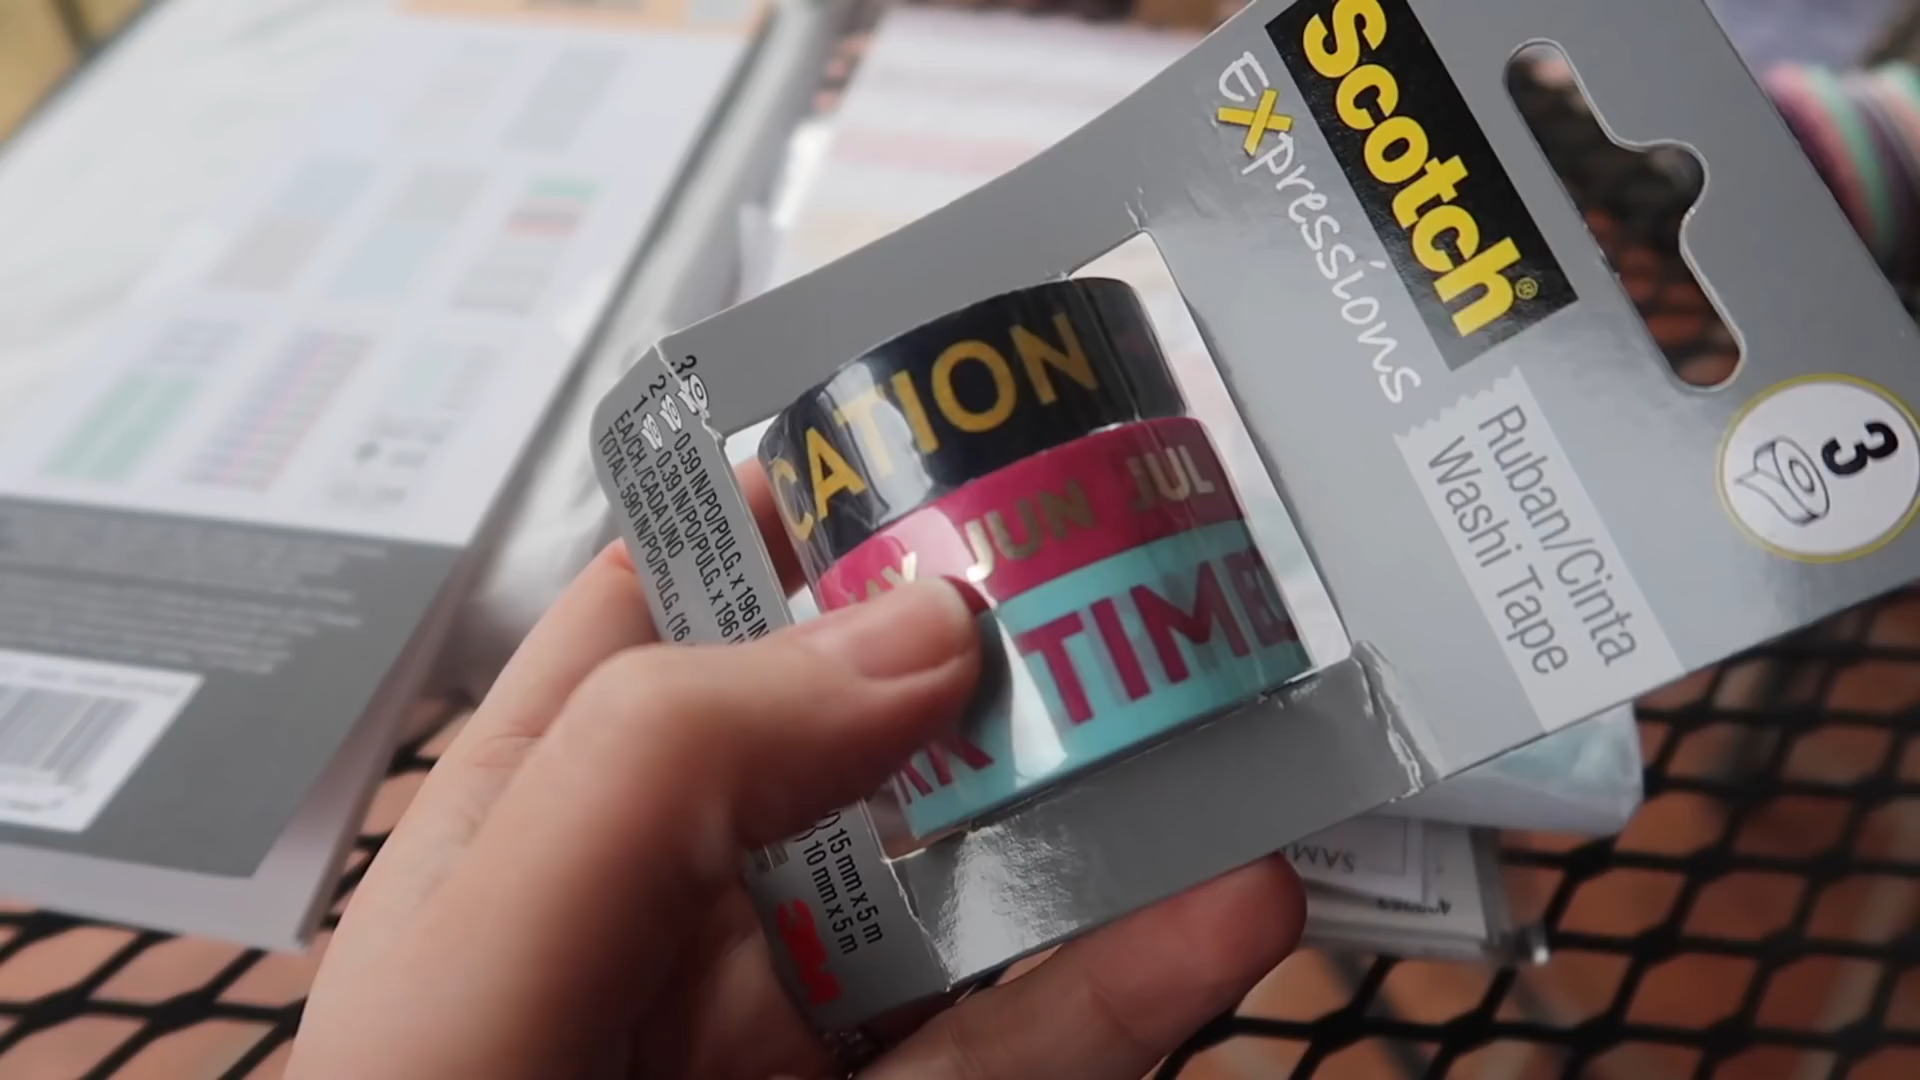 Scotch®
Expressions
Ruban/Cinta
Washi Tape
3
CATION
JUN JUL
TIME
3
2 0.59 IN/PO/PULG. x 196 IN
1 0.39 IN/PO/PULG. x 196
EA/CH./CADA UNO
TOTAL: 590 IN/PO/PULG. (16
15 mm x 5 m
10 mm x 5 m
3M
SAM